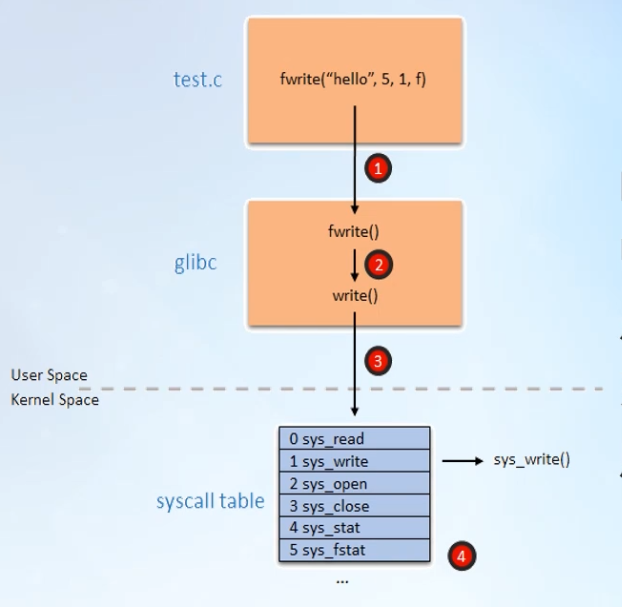 test.c
fwrite(“hello”, 5, 1, f)
1
fwrite()
glibc
2
write()
3
User Space
Kernel Space
0 sys_read
1 sys_write
sys_write()
2 sys_open
syscall table
3 sys_close
4 sys_stat
5 sys_fstat
4
...